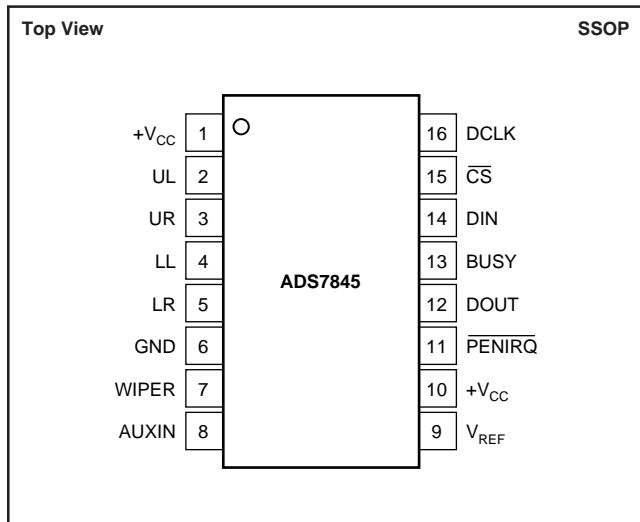 Top View SSOP
+VCC 1 16 DCLK
UL 2 15 CS
UR 3 14 DIN
LL 4 13 BUSY
ADS7845
LR 5 12 DOUT
GND 6 11 PENIRQ
WIPER 7 10 +VCC
AUXIN 8 9 VREF